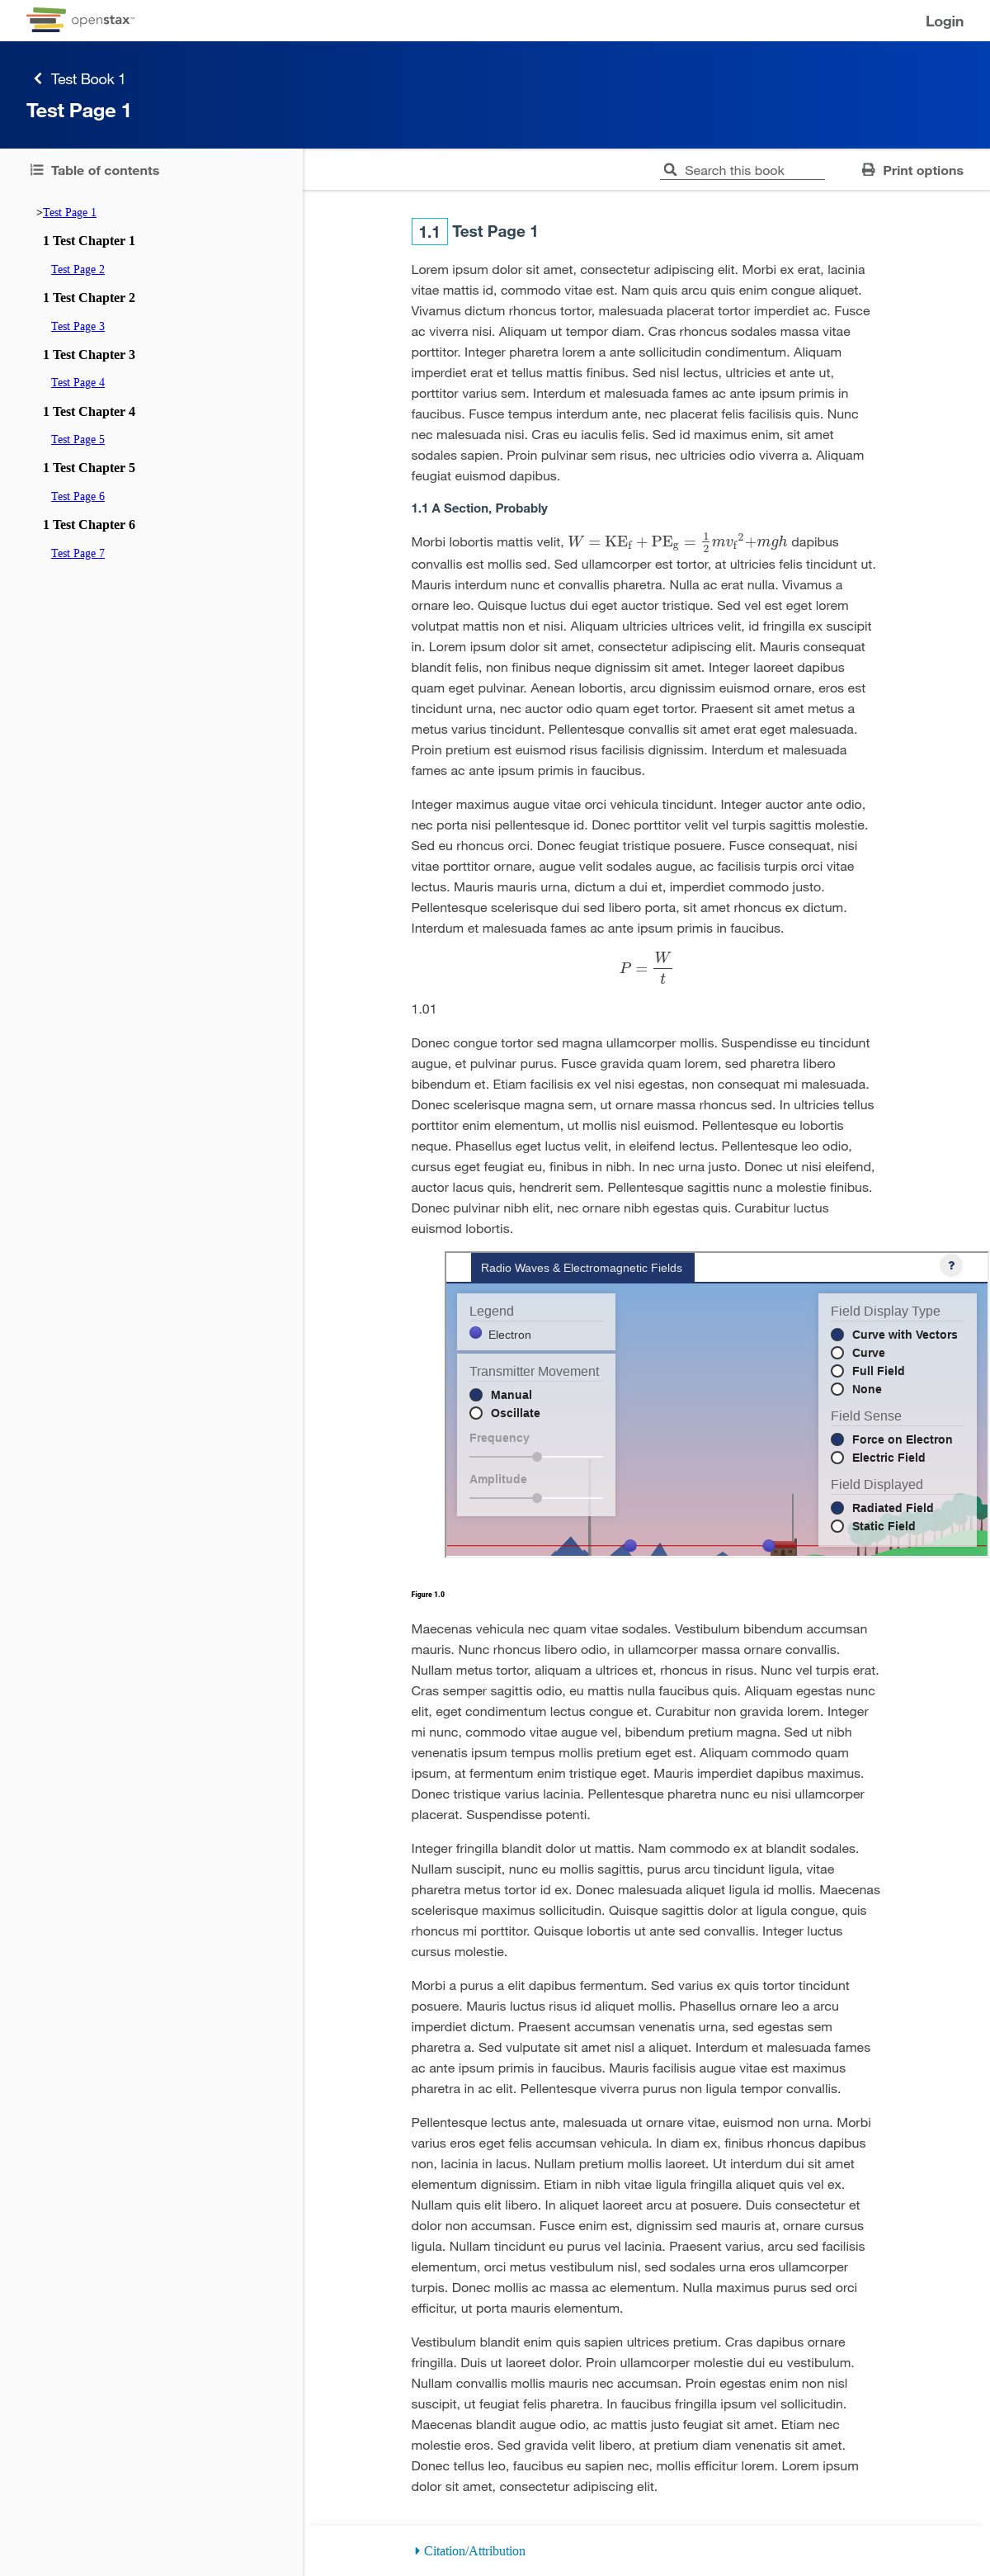 openstax™
Login
Test Book 1
Test Page 1
Table of contents
Search this book
Print options
>Test Page 1
1 Test Chapter 1
Test Page 2
1 Test Chapter 2
Test Page 3
1 Test Chapter 3
Test Page 4
1 Test Chapter 4
Test Page 5
1 Test Chapter 5
Test Page 6
1 Test Chapter 6
Test Page 7
1.1 Test Page 1
Lorem ipsum dolor sit amet, consectetur adipiscing elit. Morbi ex erat, lacinia
vitae mattis id, commodo vitae est. Nam quis arcu quis enim congue aliquet.
Vivamus dictum rhoncus tortor, malesuada placerat tortor imperdiet ac. Fusce
ac viverra nisi. Aliquam ut tempor diam. Cras rhoncus sodales massa vitae
porttitor. Integer pharetra lorem a ante sollicitudin condimentum. Aliquam
imperdiet erat et tellus mattis finibus. Sed nisl lectus, ultricies et ante ut,
porttitor varius sem. Interdum et malesuada fames ac ante ipsum primis in
faucibus. Fusce tempus interdum ante, nec placerat felis facilisis quis. Nunc
nec malesuada nisi. Cras eu iaculis felis. Sed id maximus enim, sit amet
sodales sapien. Proin pulvinar sem risus, nec ultricies odio viverra a. Aliquam
feugiat euismod dapibus.
1.1 A Section, Probably
Morbi lobortis mattis velit, W = KE_f + PE_g = 1/2 mv_f² + mgh dapibus
convallis est mollis sed. Sed ullamcorper est tortor, at ultricies felis tincidunt ut.
Mauris interdum nunc et convallis pharetra. Nulla ac erat nulla. Vivamus a
ornare leo. Quisque luctus dui eget auctor tristique. Sed vel est eget lorem
volutpat mattis non et nisi. Aliquam ultricies ultrices velit, id fringilla ex suscipit
in. Lorem ipsum dolor sit amet, consectetur adipiscing elit. Mauris consequat
blandit felis, non finibus neque dignissim sit amet. Integer laoreet dapibus
quam eget pulvinar. Aenean lobortis, arcu dignissim euismod ornare, eros est
tincidunt urna, nec auctor odio quam eget tortor. Praesent sit amet metus a
metus varius tincidunt. Pellentesque convallis sit amet erat eget malesuada.
Proin pretium est euismod risus facilisis dignissim. Interdum et malesuada
fames ac ante ipsum primis in faucibus.
Integer maximus augue vitae orci vehicula tincidunt. Integer auctor ante odio,
nec porta nisi pellentesque id. Donec porttitor velit vel turpis sagittis molestie.
Sed eu rhoncus orci. Donec feugiat tristique posuere. Fusce consequat, nisi
vitae porttitor ornare, augue velit sodales augue, ac facilisis turpis orci vitae
lectus. Mauris mauris urna, dictum a dui et, imperdiet commodo justo.
Pellentesque scelerisque dui sed libero porta, sit amet rhoncus ex dictum.
Interdum et malesuada fames ac ante ipsum primis in faucibus.
P = W/t
1.01
Donec congue tortor sed magna ullamcorper mollis. Suspendisse eu tincidunt
augue, et pulvinar purus. Fusce gravida quam lorem, sed pharetra libero
bibendum et. Etiam facilisis ex vel nisi egestas, non consequat mi malesuada.
Donec scelerisque magna sem, ut ornare massa rhoncus sed. In ultricies tellus
porttitor enim elementum, ut mollis nisl euismod. Pellentesque eu lobortis
neque. Phasellus eget luctus velit, in eleifend lectus. Pellentesque leo odio,
cursus eget feugiat eu, finibus in nibh. In nec urna justo. Donec ut nisi eleifend,
auctor lacus quis, hendrerit sem. Pellentesque sagittis nunc a molestie finibus.
Donec pulvinar nibh elit, nec ornare nibh egestas quis. Curabitur luctus
euismod lobortis.
Radio Waves & Electromagnetic Fields
?
Legend
Electron
Transmitter Movement
Manual
Oscillate
Frequency
Amplitude
Field Display Type
Curve with Vectors
Curve
Full Field
None
Field Sense
Force on Electron
Electric Field
Field Displayed
Radiated Field
Static Field
Figure 1.0
Maecenas vehicula nec quam vitae sodales. Vestibulum bibendum accumsan
mauris. Nunc rhoncus libero odio, in ullamcorper massa ornare convallis.
Nullam metus tortor, aliquam a ultrices et, rhoncus in risus. Nunc vel turpis erat.
Cras semper sagittis odio, eu mattis nulla faucibus quis. Aliquam egestas nunc
elit, eget condimentum lectus congue et. Curabitur non gravida lorem. Integer
mi nunc, commodo vitae augue vel, bibendum pretium magna. Sed ut nibh
venenatis ipsum tempus mollis pretium eget est. Aliquam commodo quam
ipsum, at fermentum enim tristique eget. Mauris imperdiet dapibus maximus.
Donec tristique varius lacinia. Pellentesque pharetra nunc eu nisi ullamcorper
placerat. Suspendisse potenti.
Integer fringilla blandit dolor ut mattis. Nam commodo ex at blandit sodales.
Nullam suscipit, nunc eu mollis sagittis, purus arcu tincidunt ligula, vitae
pharetra metus tortor id ex. Donec malesuada aliquet ligula id mollis. Maecenas
scelerisque maximus sollicitudin. Quisque sagittis dolor at ligula congue, quis
rhoncus mi porttitor. Quisque lobortis ut ante sed convallis. Integer luctus
cursus molestie.
Morbi a purus a elit dapibus fermentum. Sed varius ex quis tortor tincidunt
posuere. Mauris luctus risus id aliquet mollis. Phasellus ornare leo a arcu
imperdiet dictum. Praesent accumsan venenatis urna, sed egestas sem
pharetra a. Sed vulputate sit amet nisl a aliquet. Interdum et malesuada fames
ac ante ipsum primis in faucibus. Mauris facilisis augue vitae est maximus
pharetra in ac elit. Pellentesque viverra purus non ligula tempor convallis.
Pellentesque lectus ante, malesuada ut ornare vitae, euismod non urna. Morbi
varius eros eget felis accumsan vehicula. In diam ex, finibus rhoncus dapibus
non, lacinia in lacus. Nullam pretium mollis laoreet. Ut interdum dui sit amet
elementum dignissim. Etiam in nibh vitae ligula fringilla aliquet quis vel ex.
Nullam quis elit libero. In aliquet laoreet arcu at posuere. Duis consectetur et
dolor non accumsan. Fusce enim est, dignissim sed mauris at, ornare cursus
ligula. Nullam tincidunt eu purus vel lacinia. Praesent varius, arcu sed facilisis
elementum, orci metus vestibulum nisl, sed sodales urna eros ullamcorper
turpis. Donec mollis ac massa ac elementum. Nulla maximus purus sed orci
efficitur, ut porta mauris elementum.
Vestibulum blandit enim quis sapien ultrices pretium. Cras dapibus ornare
fringilla. Duis ut laoreet dolor. Proin ullamcorper molestie dui eu vestibulum.
Nullam convallis mollis mauris nec accumsan. Proin egestas enim non nisl
suscipit, ut feugiat felis pharetra. In faucibus fringilla ipsum vel sollicitudin.
Maecenas blandit augue odio, ac mattis justo feugiat sit amet. Etiam nec
molestie eros. Sed gravida velit libero, at pretium diam venenatis sit amet.
Donec tellus leo, faucibus eu sapien nec, mollis efficitur lorem. Lorem ipsum
dolor sit amet, consectetur adipiscing elit.
Citation/Attribution